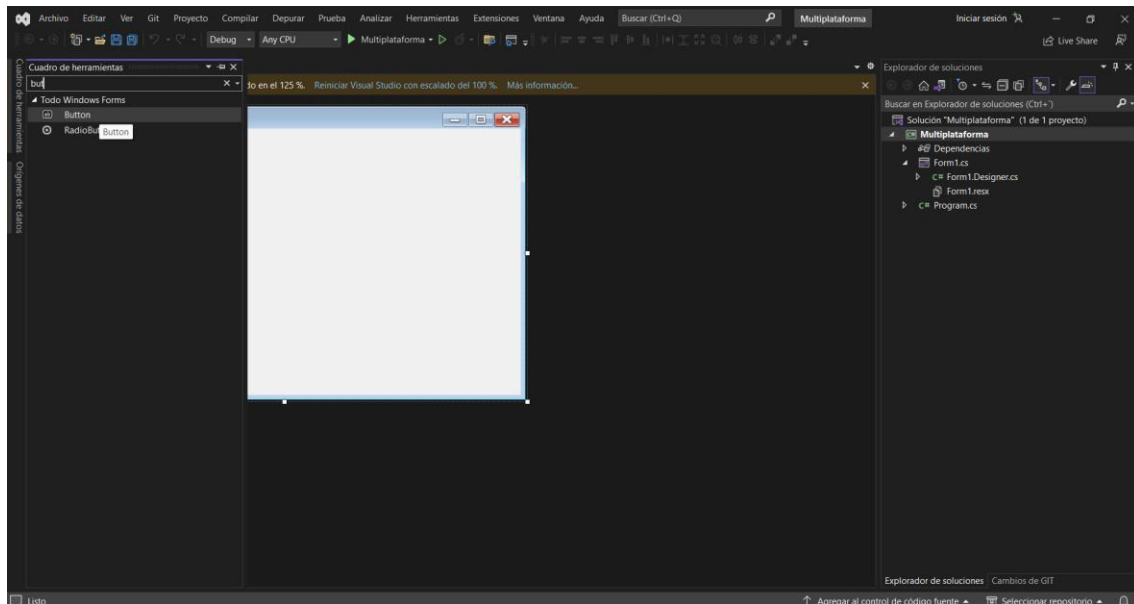 Archivo Editar Ver Git Proyecto Compilar Depurar Prueba Analizar Herramientas Extensiones Ventana Ayuda Buscar (Ctrl+Q) Multiplataforma Iniciar sesión
Debug Any CPU Multiplataforma Live Share
Cuadro de herramientas
Orígenes de datos
Cuadro de herramientas
but
Todo Windows Forms
Button
RadioBut
Button
do en el 125 %. Reiniciar Visual Studio con escalado del 100 %. Más información...
Explorador de soluciones
Buscar en Explorador de soluciones (Ctrl+´)
Solución "Multiplataforma" (1 de 1 proyecto)
Multiplataforma
Dependencias
Form1.cs
C# Form1.Designer.cs
Form1.resx
C# Program.cs
Explorador de soluciones Cambios de GIT
Listo Agregar al control de código fuente Seleccionar repositorio